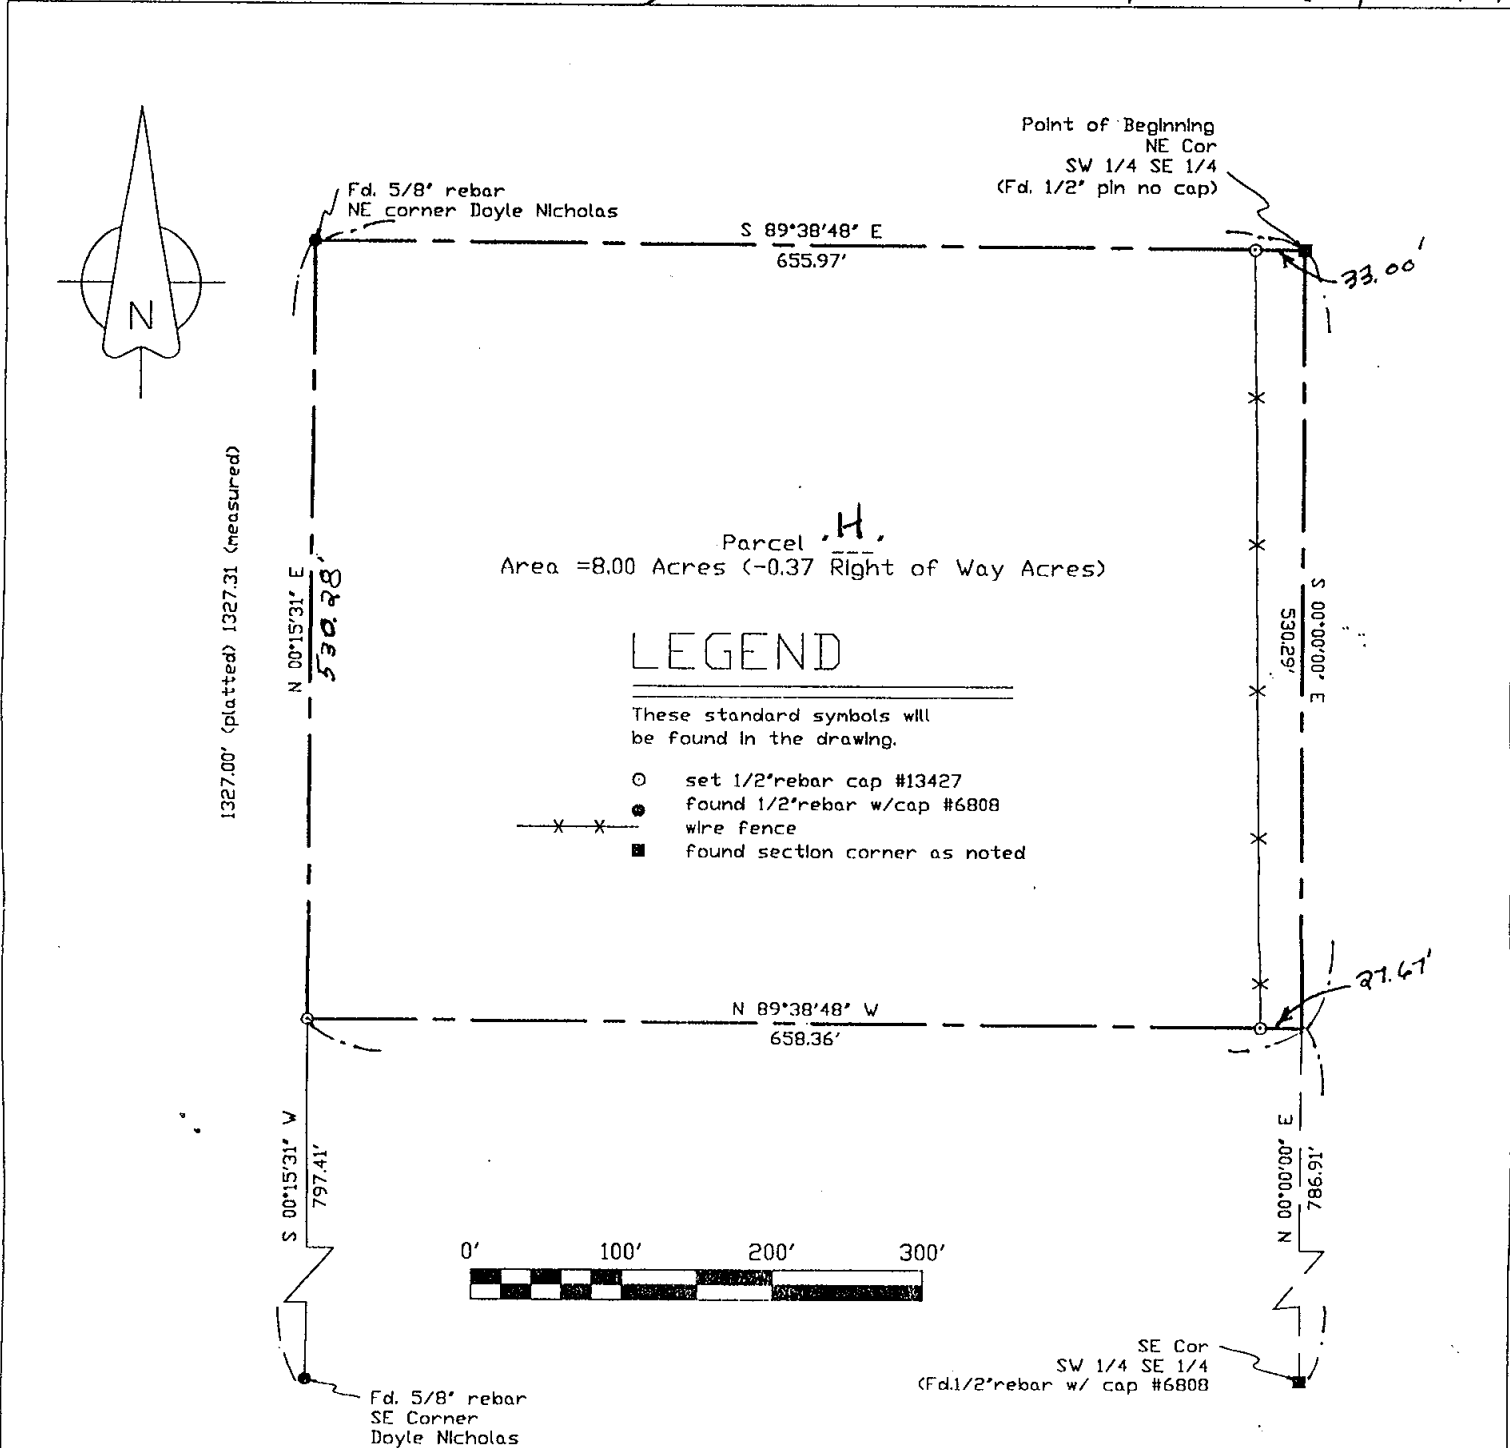 Point of Beginning
NE Cor
SW 1/4 SE 1/4
(Fd. 1/2" pin no cap)
Fd. 5/8" rebar
NE corner Doyle Nicholas
S 89°38'48" E
655.97'
33.00'
N
1327.00' (platted) 1327.31 (measured)
N 00°15'31" E
530.28'
Parcel "H"
Area =8.00 Acres (-0.37 Right of Way Acres)
S 00°00'00" E
530.29'
LEGEND
These standard symbols will
be found in the drawing.
set 1/2"rebar cap #13427
found 1/2"rebar w/cap #6808
wire fence
found section corner as noted
27.67'
N 89°38'48" W
658.36'
S 00°15'31" W
797.41'
N 00°00'00" E
786.91'
0' 100' 200' 300'
SE Cor
SW 1/4 SE 1/4
(Fd.1/2"rebar w/ cap #6808
Fd. 5/8" rebar
SE Corner
Doyle Nicholas